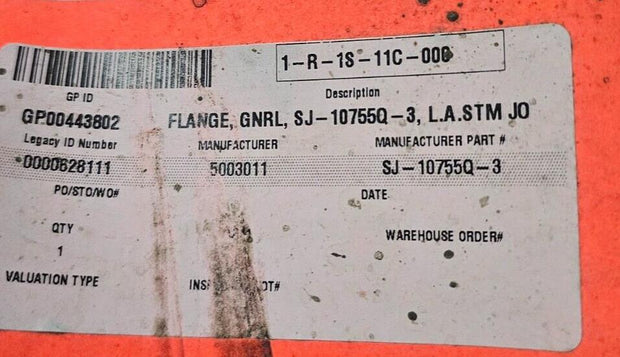 1-R-1S-11C-000
GP ID
Description
GP00443802
FLANGE, GNRL, SJ-10755Q-3, L.A.STM JO
Legacy ID Number
MANUFACTURER
MANUFACTURER PART #
0000628111
5003011
SJ-10755Q-3
PO/STO/WO#
DATE
QTY
WAREHOUSE ORDER#
1
VALUATION TYPE